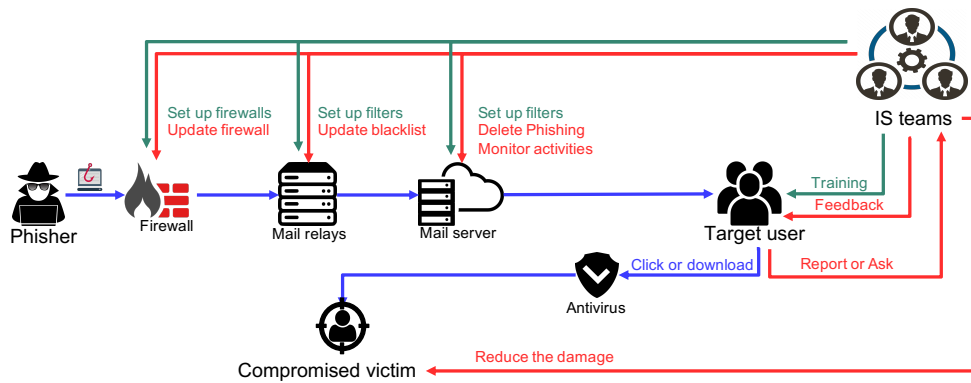 IS teams
Set up firewalls
Update firewall
Set up filters
Update blacklist
Set up filters
Delete Phishing
Monitor activities
Phisher
Firewall
Mail relays
Mail server
Target user
Training
Feedback
Report or Ask
Click or download
Antivirus
Compromised victim
Reduce the damage